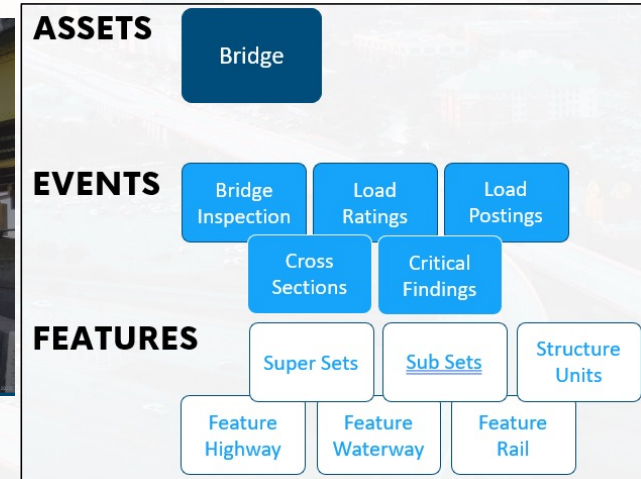 ASSETS
Bridge
EVENTS
Bridge
Inspection
Load
Ratings
Load
Postings
Cross
Sections
Critical
Findings
FEATURES
Super Sets
Sub Sets
Structure
Units
Feature
Highway
Feature
Waterway
Feature
Rail